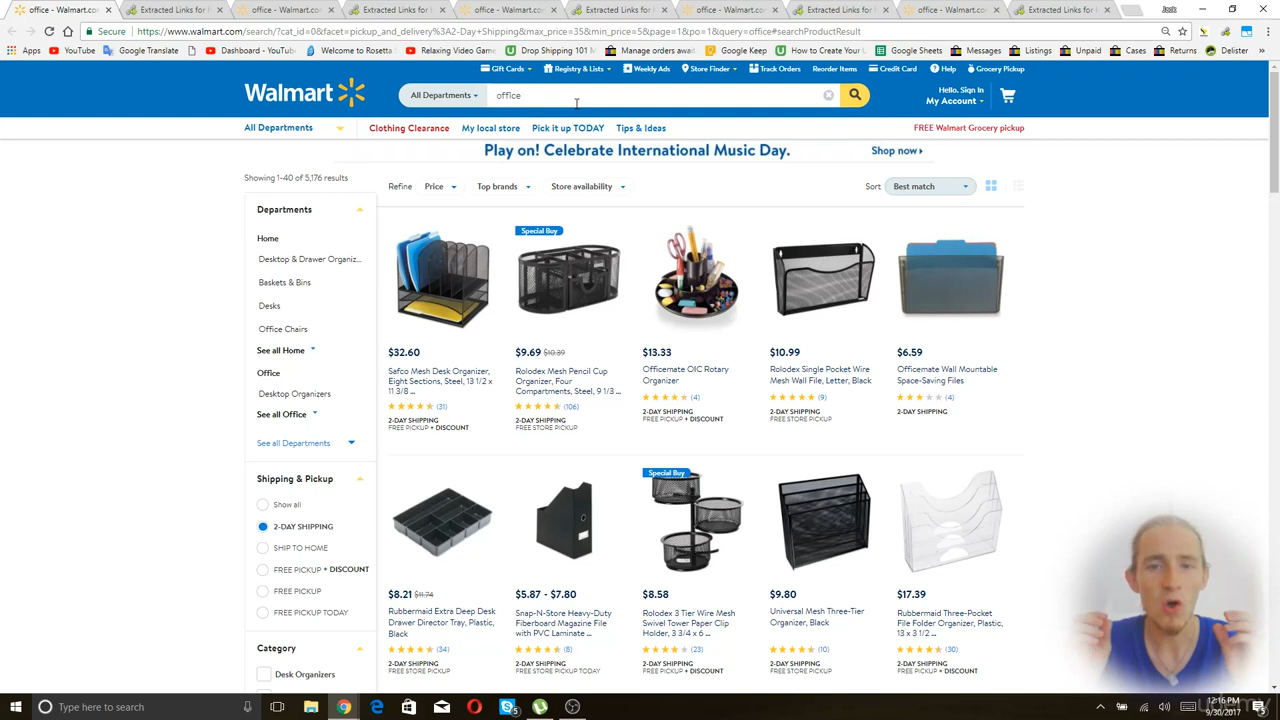 office - Walmart.com
Extracted Links for h
office - Walmart.com
Extracted Links for h
office - Walmart.com
Extracted Links for h
office - Walmart.com
Extracted Links for h
office - Walmart.com
Extracted Links for h
Secure
https://www.walmart.com/search/?cat_id=0&facet=pickup_and_delivery%3A2-Day+Shipping&max_price=35&min_price=5&page=1&po=1&query=office#searchProductResult
Apps YouTube Google Translate Dashboard - YouTu Welcome to Rosetta S Relaxing Video Game Drop Shipping 101 M Manage orders await Google Keep How to Create Your U Google Sheets Messages Listings Unpaid Cases Returns Delister »
Gift Cards Registry & Lists Weekly Ads Store Finder Track Orders Reorder Items Credit Card Help Grocery Pickup
Walmart
All Departments
office
Hello. Sign In
My Account
All Departments
Clothing Clearance My local store Pick it up TODAY Tips & Ideas
FREE Walmart Grocery pickup
Play on! Celebrate International Music Day.
Shop now
Showing 1-40 of 5,176 results
Refine Price Top brands Store availability
Sort Best match
Departments
Home
Desktop & Drawer Organiz...
Baskets & Bins
Desks
Office Chairs
See all Home
Office
Desktop Organizers
See all Office
See all Departments
Shipping & Pickup
Show all
2-DAY SHIPPING
SHIP TO HOME
FREE PICKUP + DISCOUNT
FREE PICKUP
FREE PICKUP TODAY
Category
Desk Organizers
$32.60
Safco Mesh Desk Organizer,
Eight Sections, Steel, 13 1/2 x
11 3/8 ...
(31)
2-DAY SHIPPING
FREE PICKUP + DISCOUNT
Special Buy
$9.69 $10.39
Rolodex Mesh Pencil Cup
Organizer, Four
Compartments, Steel, 9 1/3 ...
(106)
2-DAY SHIPPING
FREE STORE PICKUP
$13.33
Officemate OIC Rotary
Organizer
(4)
2-DAY SHIPPING
FREE PICKUP + DISCOUNT
$10.99
Rolodex Single Pocket Wire
Mesh Wall File, Letter, Black
(9)
2-DAY SHIPPING
FREE STORE PICKUP
$6.59
Officemate Wall Mountable
Space-Saving Files
(4)
2-DAY SHIPPING
$8.21 $11.74
Rubbermaid Extra Deep Desk
Drawer Director Tray, Plastic,
Black
(34)
2-DAY SHIPPING
FREE STORE PICKUP
$5.87 - $7.80
Snap-N-Store Heavy-Duty
Fiberboard Magazine File
with PVC Laminate ...
(8)
2-DAY SHIPPING
FREE STORE PICKUP TODAY
Special Buy
$8.58
Rolodex 3 Tier Wire Mesh
Swivel Tower Paper Clip
Holder, 3 3/4 x 6 ...
(23)
2-DAY SHIPPING
FREE PICKUP + DISCOUNT
$9.80
Universal Mesh Three-Tier
Organizer, Black
(10)
2-DAY SHIPPING
FREE STORE PICKUP
$17.39
Rubbermaid Three-Pocket
File Folder Organizer, Plastic,
13 x 3 1/2 ...
(30)
2-DAY SHIPPING
FREE PICKUP + DISCOUNT
Type here to search
12:16 PM
9/30/2017
udemy